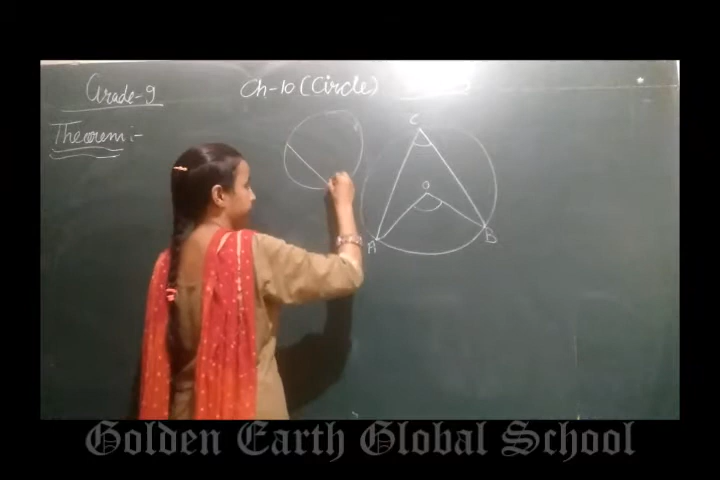 Grade-9
Ch-10 (Circle)
Theorem :-
C
O
A
B
Golden Earth Global School